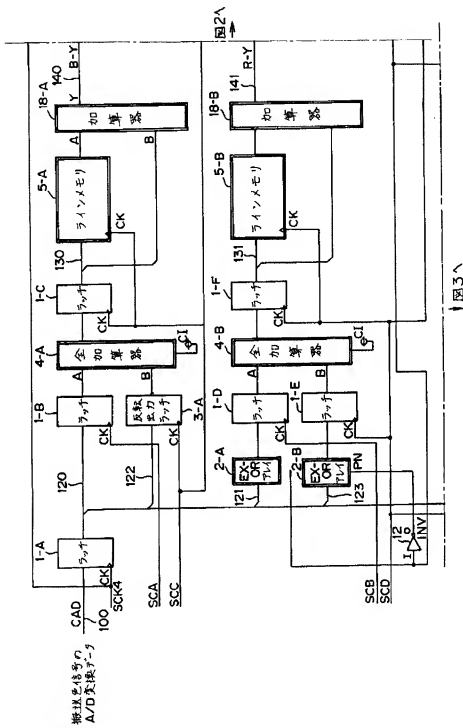 搬送色信号の
A/D変換データ
CAD
100
SCK4
SCA
SCC
SCB
SCD
1-A
ラッチ
CK
120
122
121
123
1-B
ラッチ
CK
反転
出力
ラッチ
CK
3-A
4-A
全加算器
A
B
CI
1-C
ラッチ
CK
130
5-A
ラインメモリ
CK
18-A
加算器
A
B
Y
140
B-Y
2-A
EX-
OR
アレイ
2-B
EX-
OR
アレイ
PN
12
I
O
INV
1-D
ラッチ
CK
1-E
ラッチ
CK
4-B
全加算器
A
B
CI
1-F
ラッチ
CK
131
5-B
ラインメモリ
CK
18-B
加算器
141
R-Y
図2へ
図3へ